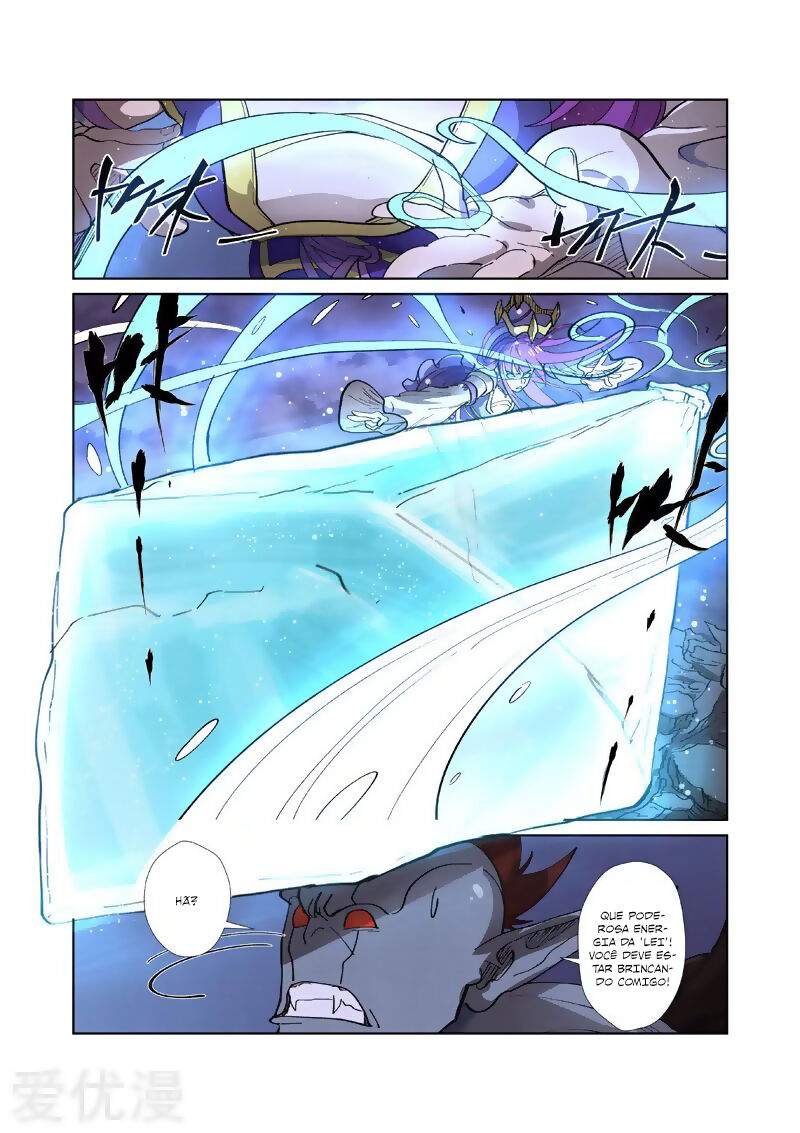 HÃ?
QUE PODE-
ROSA ENER-
GIA DA 'LEI'!
VOCÊ DEVE ES-
TAR BRINCAN-
DO COMIGO!
爱优漫